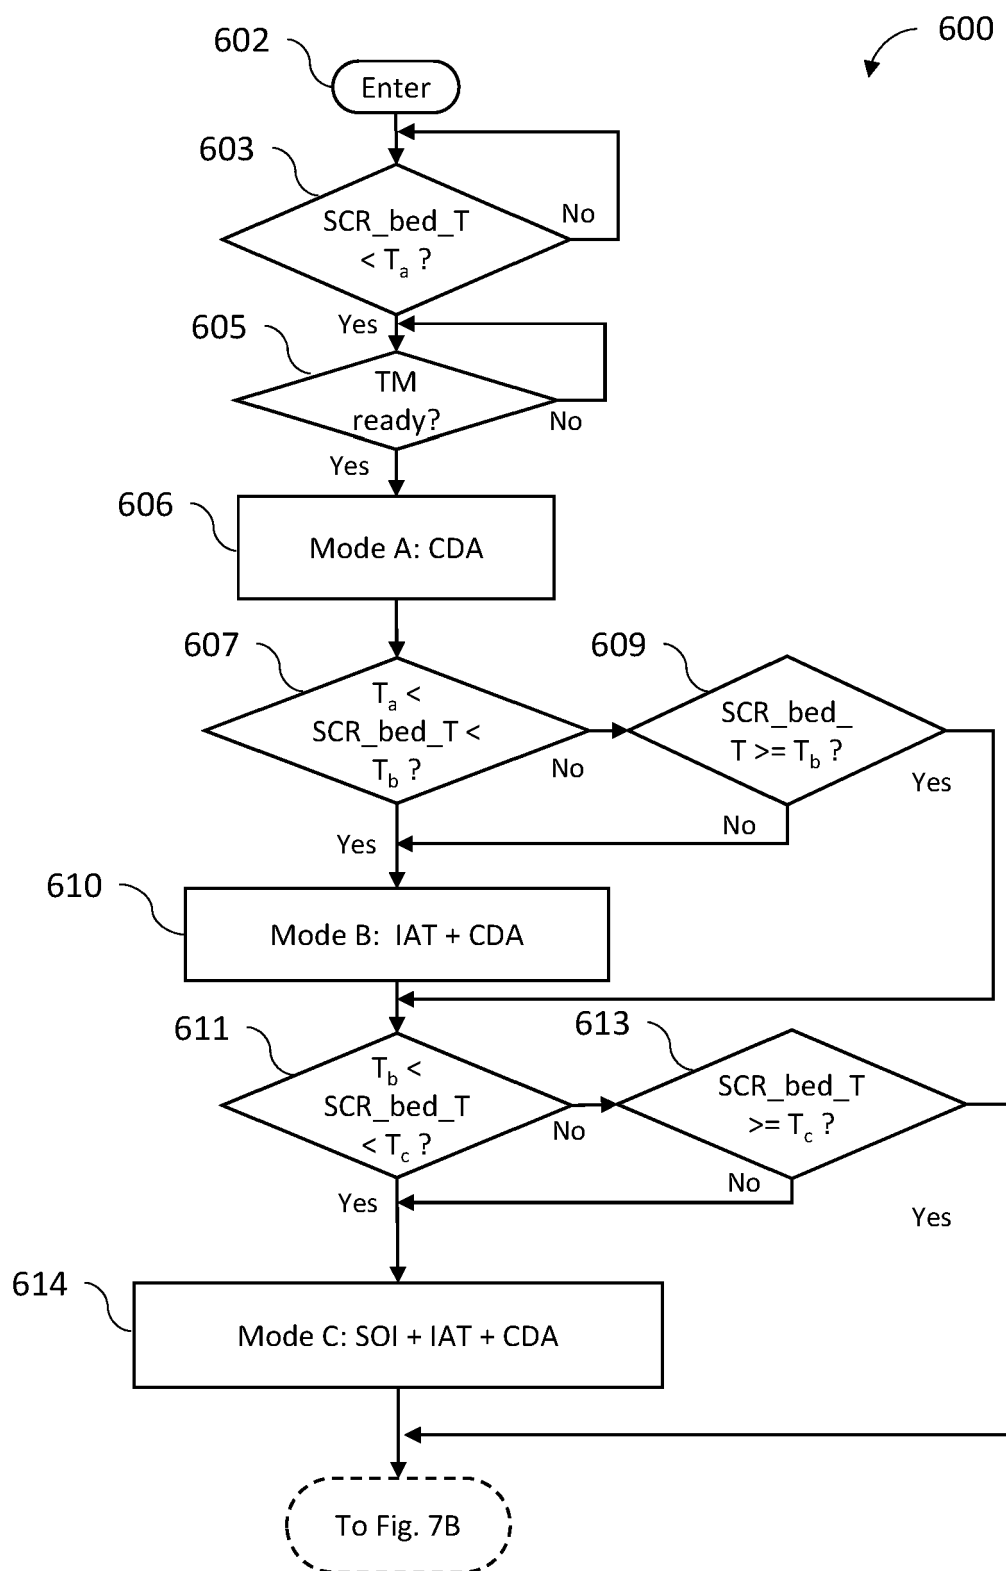 600
602
Enter
603
SCR_bed_T
< Ta ?
No
Yes
605
TM
ready?
No
Yes
606
Mode A: CDA
607
Ta <
SCR_bed_T <
Tb ?
No
Yes
609
SCR_bed_
T >= Tb ?
Yes
No
610
Mode B: IAT + CDA
611
Tb <
SCR_bed_T
< Tc ?
No
Yes
613
SCR_bed_T
>= Tc ?
No
Yes
614
Mode C: SOI + IAT + CDA
To Fig. 7B